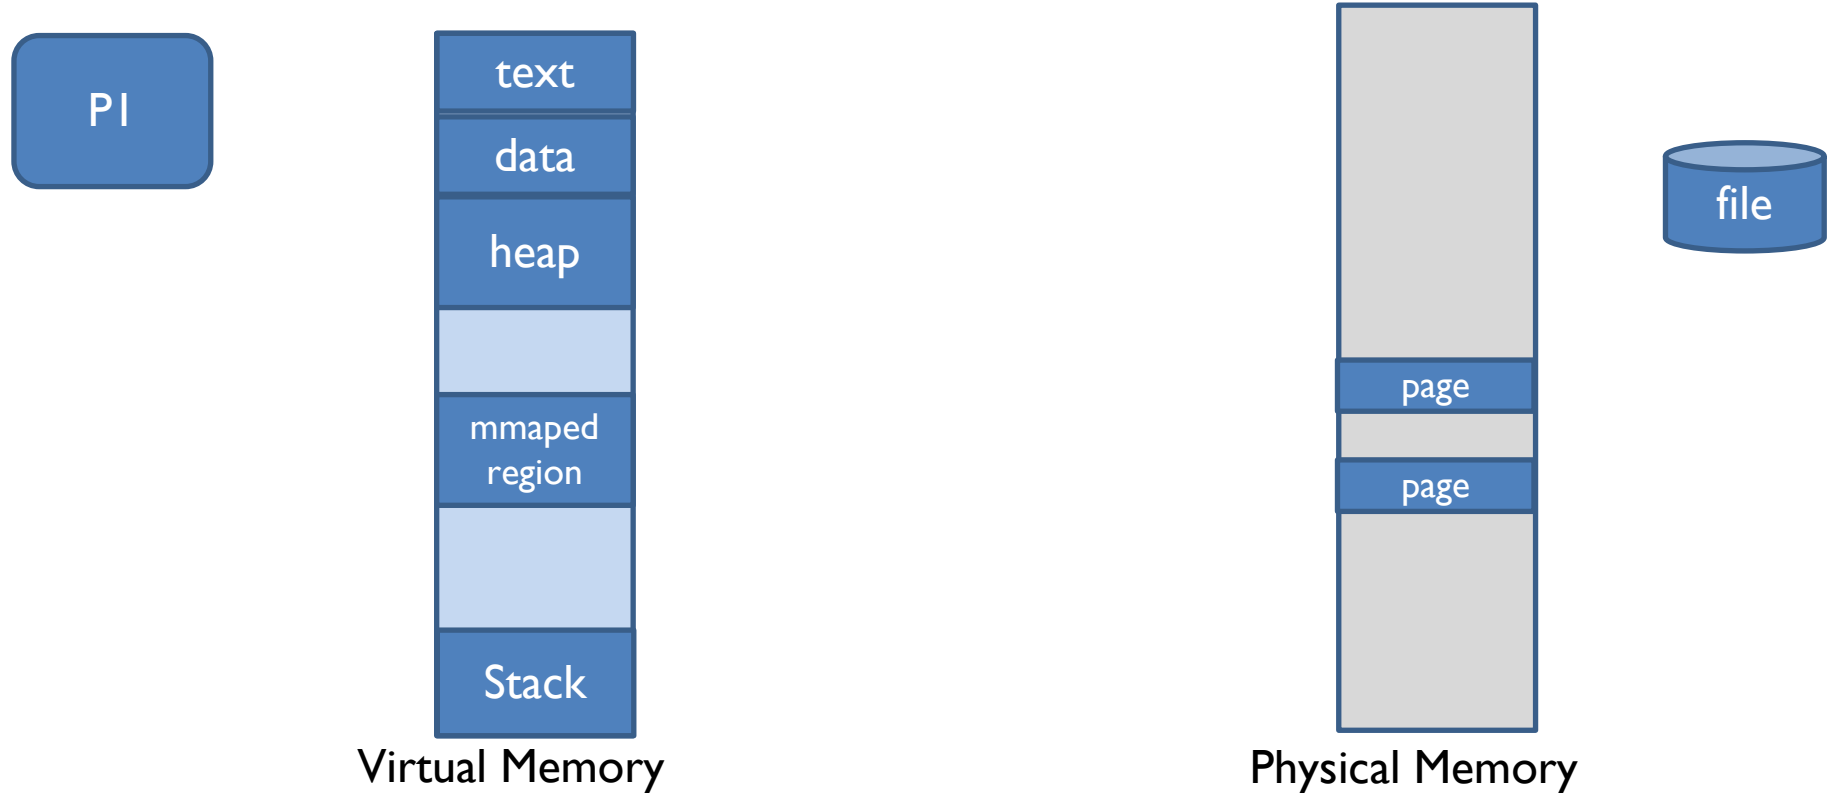 P1
text
data
heap
mmaped
region
Stack
Virtual Memory
page
page
Physical Memory
file